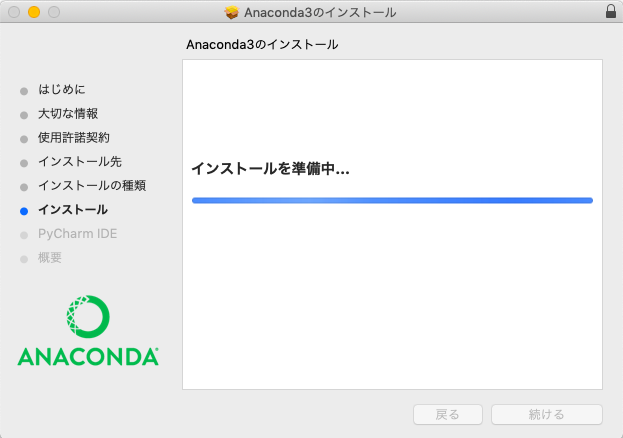 Anaconda3のインストール
Anaconda3のインストール
はじめに
大切な情報
使用許諾契約
インストール先
インストールの種類
インストール
PyCharm IDE
概要
インストールを準備中...
ANACONDA®
戻る
続ける